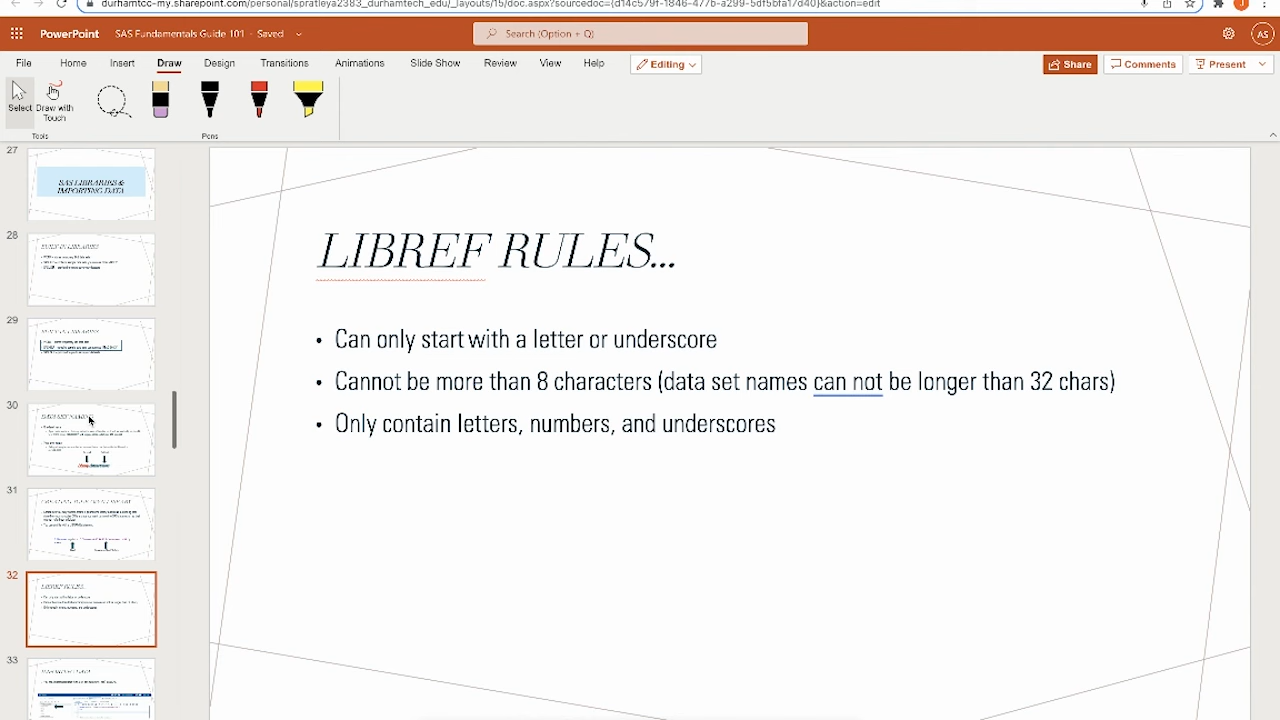 durhamtcc-my.sharepoint.com/personal/spratleya2383_durhamtech_edu/_layouts/15/doc.aspx?sourcedoc={d14c579f-1846-477b-a299-5df5bfa17d40}&action=edit
PowerPoint SAS Fundamentals Guide 101 - Saved
Search (Option + Q)
AS
File Home Insert Draw Design Transitions Animations Slide Show Review View Help Editing
Share Comments Present
Select
Draw with
Touch
Tools
Pens
27
SAS LIBRARIES &
IMPORTING DATA
28
29
30
31
32
LIBREF RULES...
33
LIBREF RULES...
• Can only start with a letter or underscore
• Cannot be more than 8 characters (data set names can not be longer than 32 chars)
• Only contain letters, numbers, and underscores